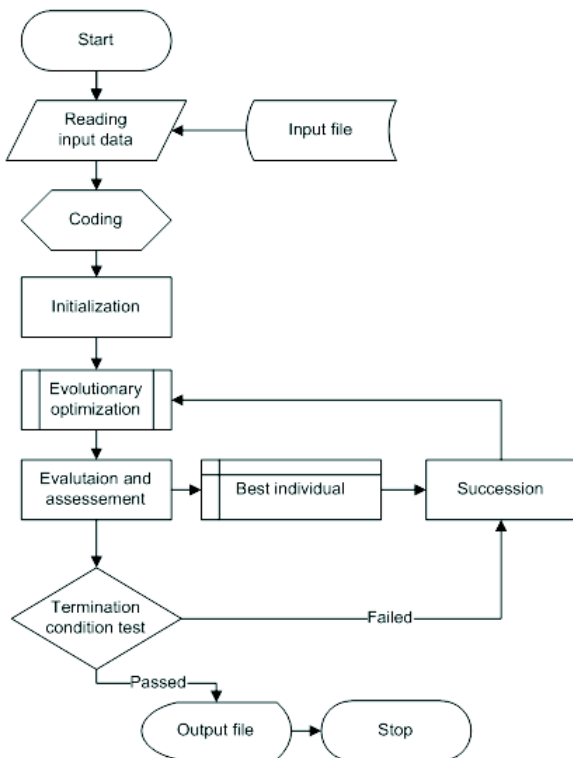 Start
Reading
input data
Input file
Coding
Initialization
Evolutionary
optimization
Evalutaion and
assessement
Best individual
Succession
Termination
condition test
Failed
Passed
Output file
Stop